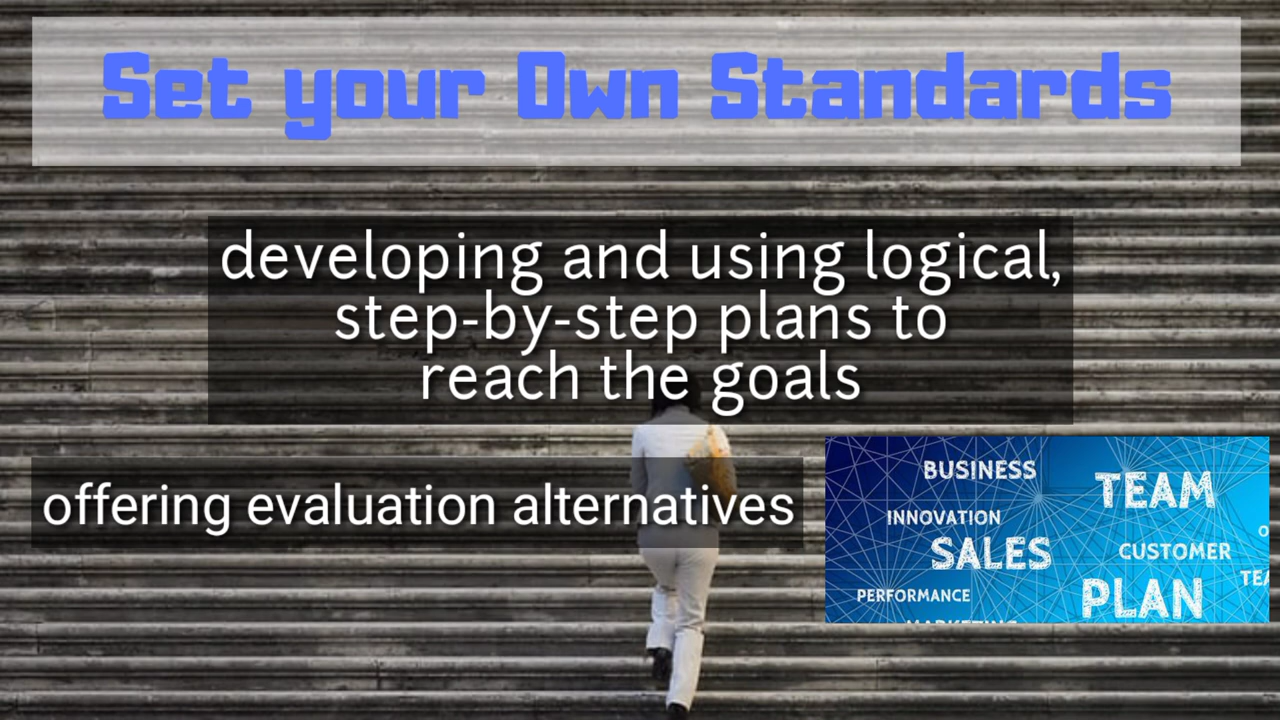 Set your Own Standards
developing and using logical,
step-by-step plans to
reach the goals
offering evaluation alternatives
BUSINESS
TEAM
INNOVATION
SALES
CUSTOMER
PERFORMANCE
PLAN
MARKETING